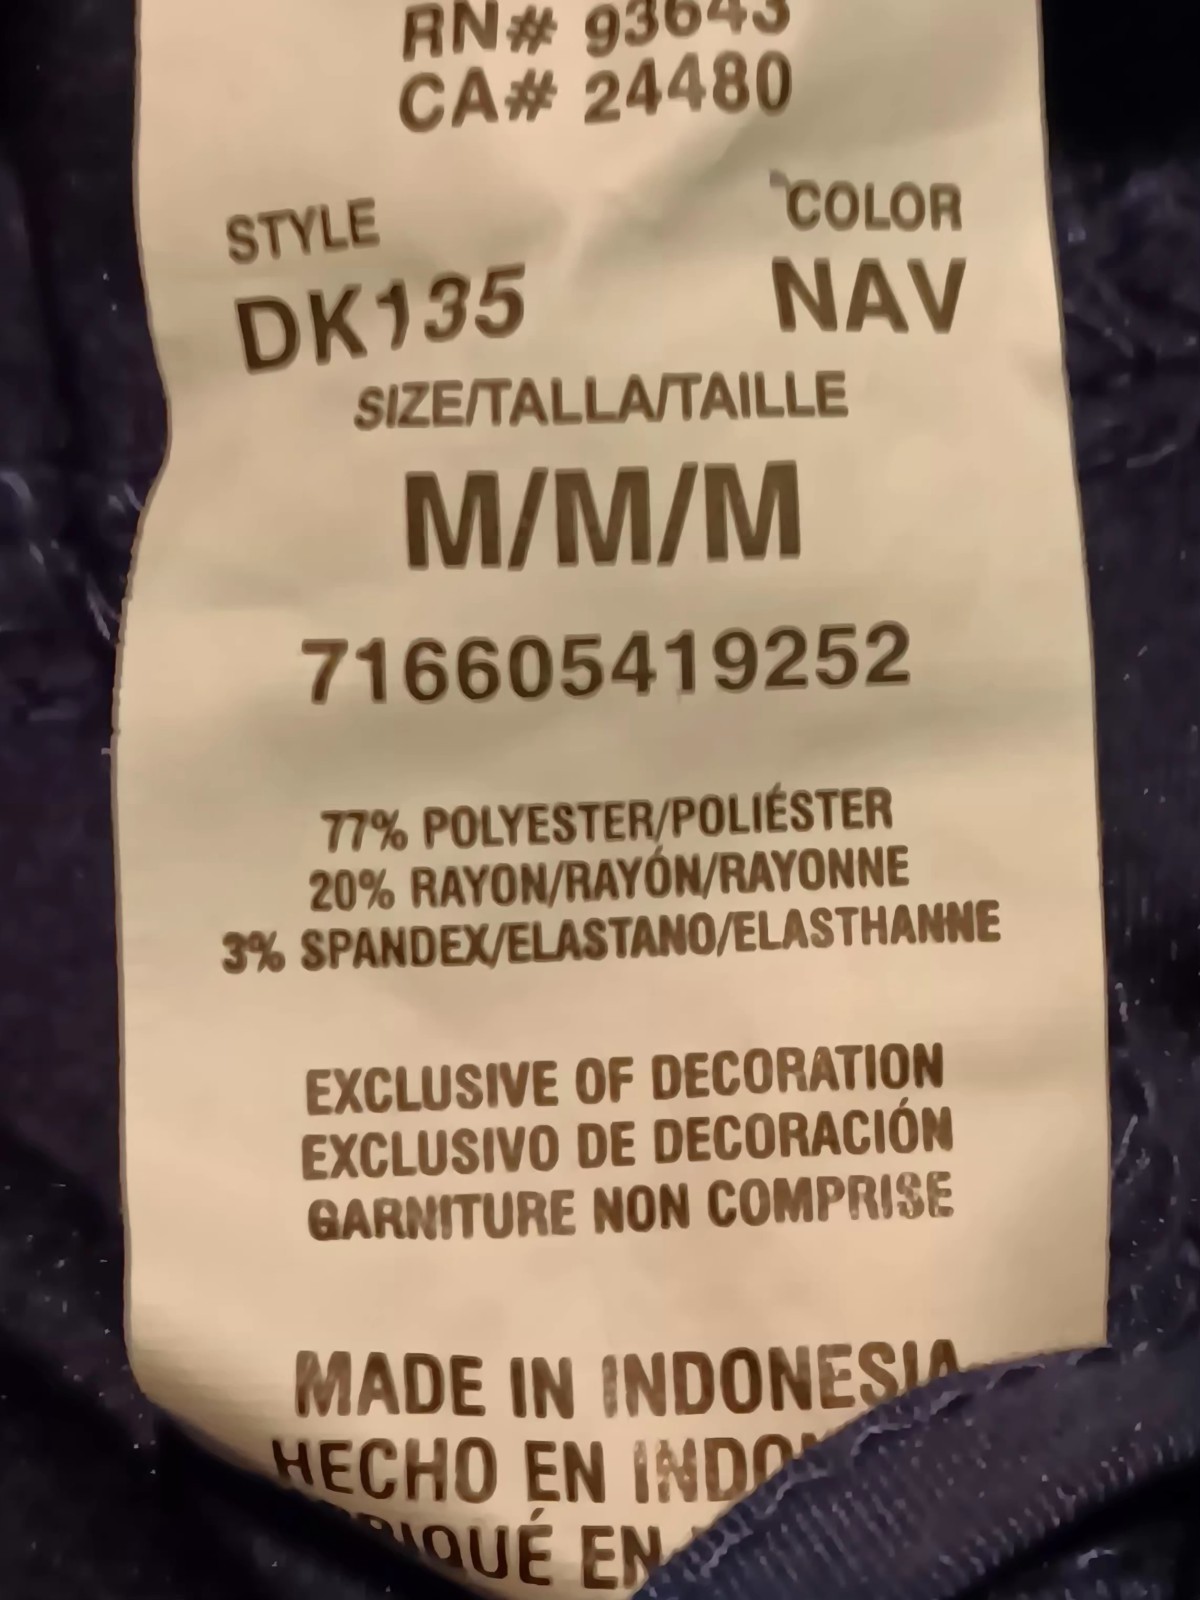 RN# 93643
CA# 24480
STYLE COLOR
DK135 NAV
SIZE/TALLA/TAILLE
M/M/M
716605419252
77% POLYESTER/POLIÉSTER
20% RAYON/RAYÓN/RAYONNE
3% SPANDEX/ELASTANO/ELASTHANNE
EXCLUSIVE OF DECORATION
EXCLUSIVO DE DECORACIÓN
GARNITURE NON COMPRISE
MADE IN INDONESIA
HECHO EN
EN